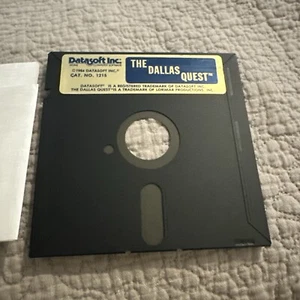 Datasoft Inc.
THE
DALLAS
QUEST™
©1984 DATASOFT INC.®
CAT. NO. 1215
DATASOFT® IS A REGISTERED TRADEMARK OF DATASOFT INC.
THE DALLAS QUEST™ IS A TRADEMARK OF LORIMAR PRODUCTIONS, INC.